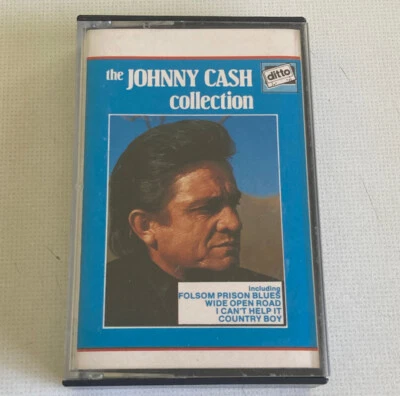 the JOHNNY CASH
collection
ditto
including
FOLSOM PRISON BLUES
WIDE OPEN ROAD
I CAN'T HELP IT
COUNTRY BOY